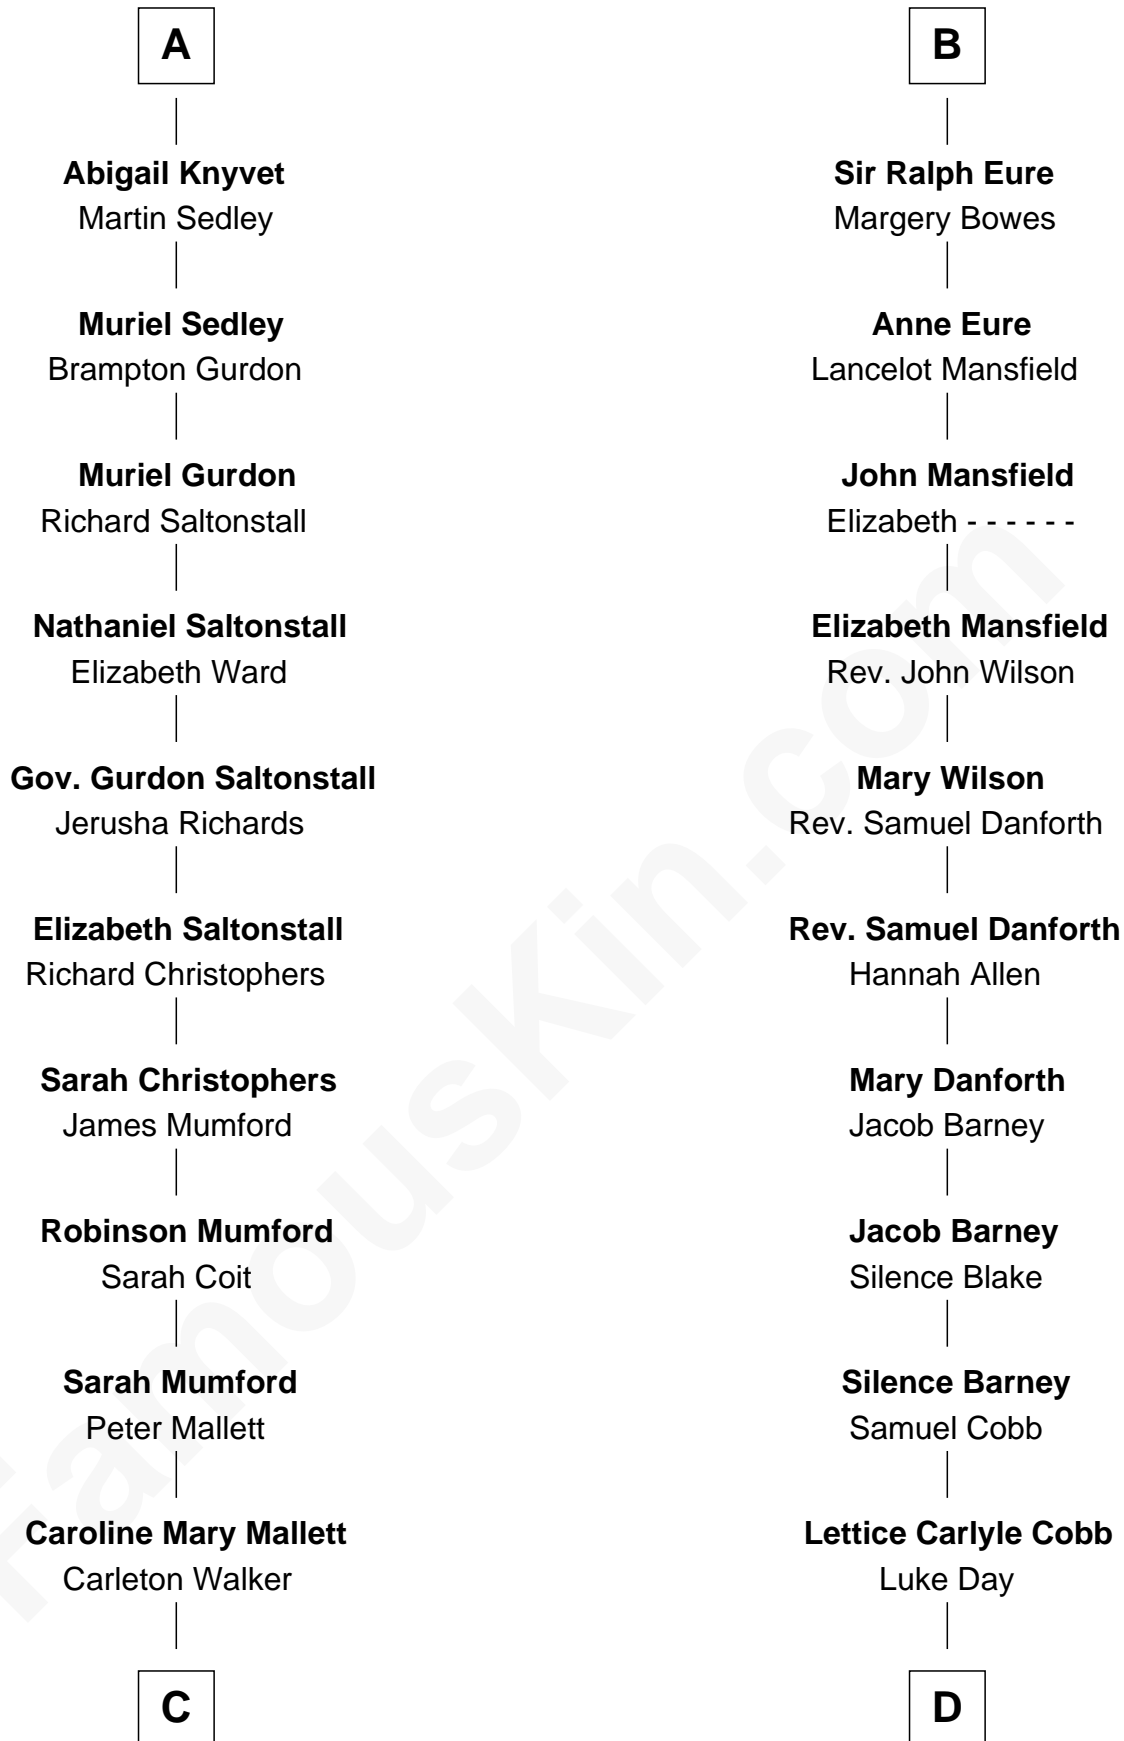 A
Abigail Knyvet
Martin Sedley
Muriel Sedley
Brampton Gurdon
Muriel Gurdon
Richard Saltonstall
Nathaniel Saltonstall
Elizabeth Ward
Gov. Gurdon Saltonstall
Jerusha Richards
Elizabeth Saltonstall
Richard Christophers
Sarah Christophers
James Mumford
Robinson Mumford
Sarah Coit
Sarah Mumford
Peter Mallett
Caroline Mary Mallett
Carleton Walker
C
B
Sir Ralph Eure
Margery Bowes
Anne Eure
Lancelot Mansfield
John Mansfield
Elizabeth - - - - - -
Elizabeth Mansfield
Rev. John Wilson
Mary Wilson
Rev. Samuel Danforth
Rev. Samuel Danforth
Hannah Allen
Mary Danforth
Jacob Barney
Jacob Barney
Silence Blake
Silence Barney
Samuel Cobb
Lettice Carlyle Cobb
Luke Day
D
FamousKin.com